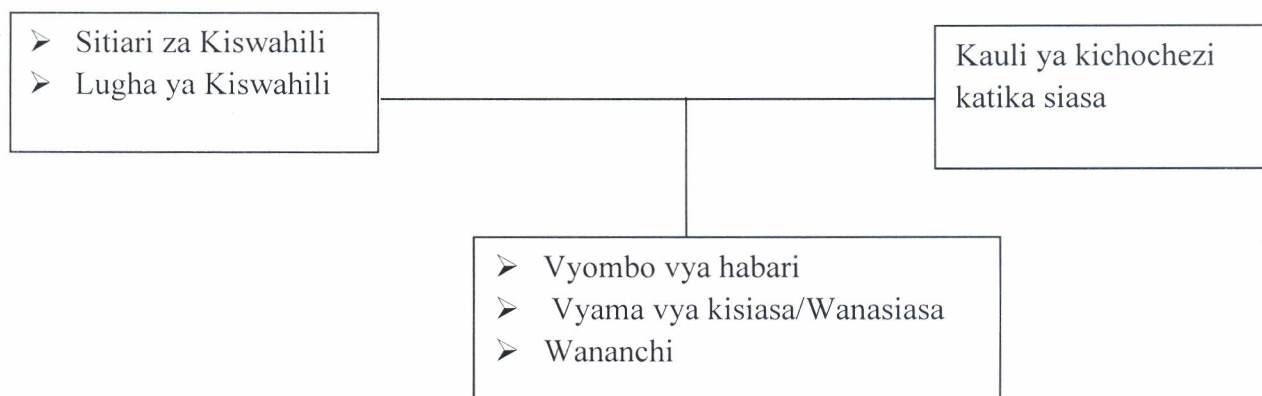 ➢ Sitiari za Kiswahili
➢ Lugha ya Kiswahili
Kauli ya kichochezi
katika siasa
➢ Vyombo vya habari
➢ Vyama vya kisiasa/Wanasiasa
➢ Wananchi